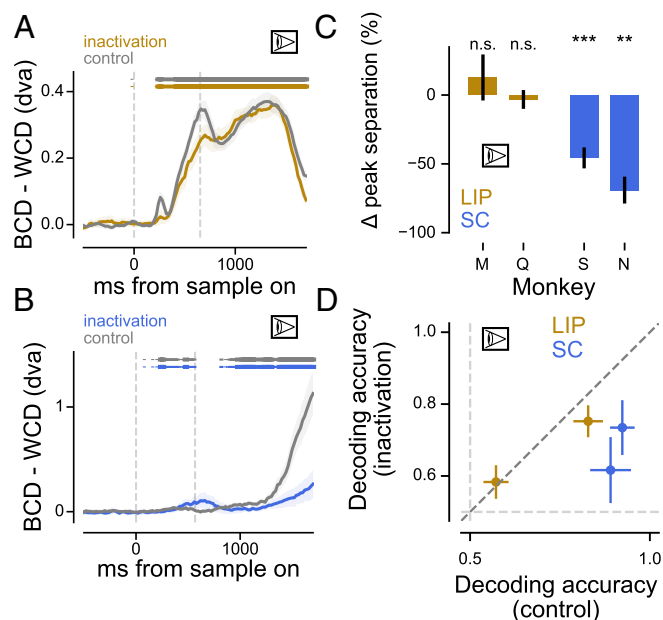 A
inactivation
control
BCD - WCD (dva)
0.4
0.2
0.0
0
1000
ms from sample on
B
inactivation
control
BCD - WCD (dva)
1
0
0
1000
ms from sample on
C
n.s.
n.s.
***
**
Δ peak separation (%)
0
−50
−100
LIP
SC
M
Q
S
N
Monkey
D
LIP
SC
Decoding accuracy
(inactivation)
1.0
0.8
0.6
0.5
1.0
Decoding accuracy
(control)